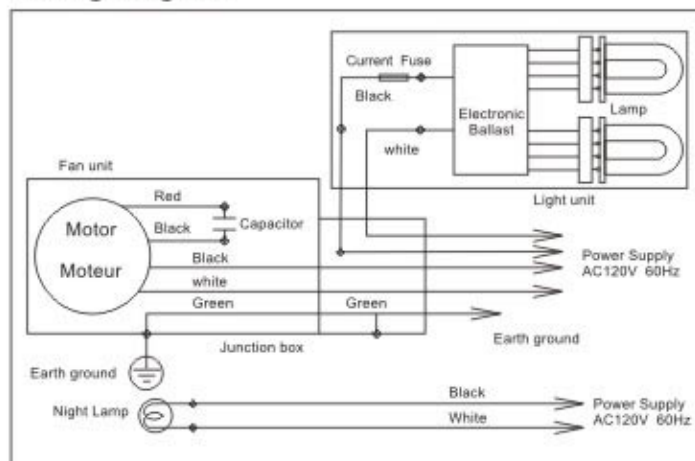 Current Fuse
Black
Electronic
Ballast
Lamp
white
Light unit
Fan unit
Red
Black
Capacitor
Motor
Moteur
Black
white
Green
Green
Power Supply
AC120V 60Hz
Junction box
Earth ground
Earth ground
Night Lamp
Black
White
Power Supply
AC120V 60Hz